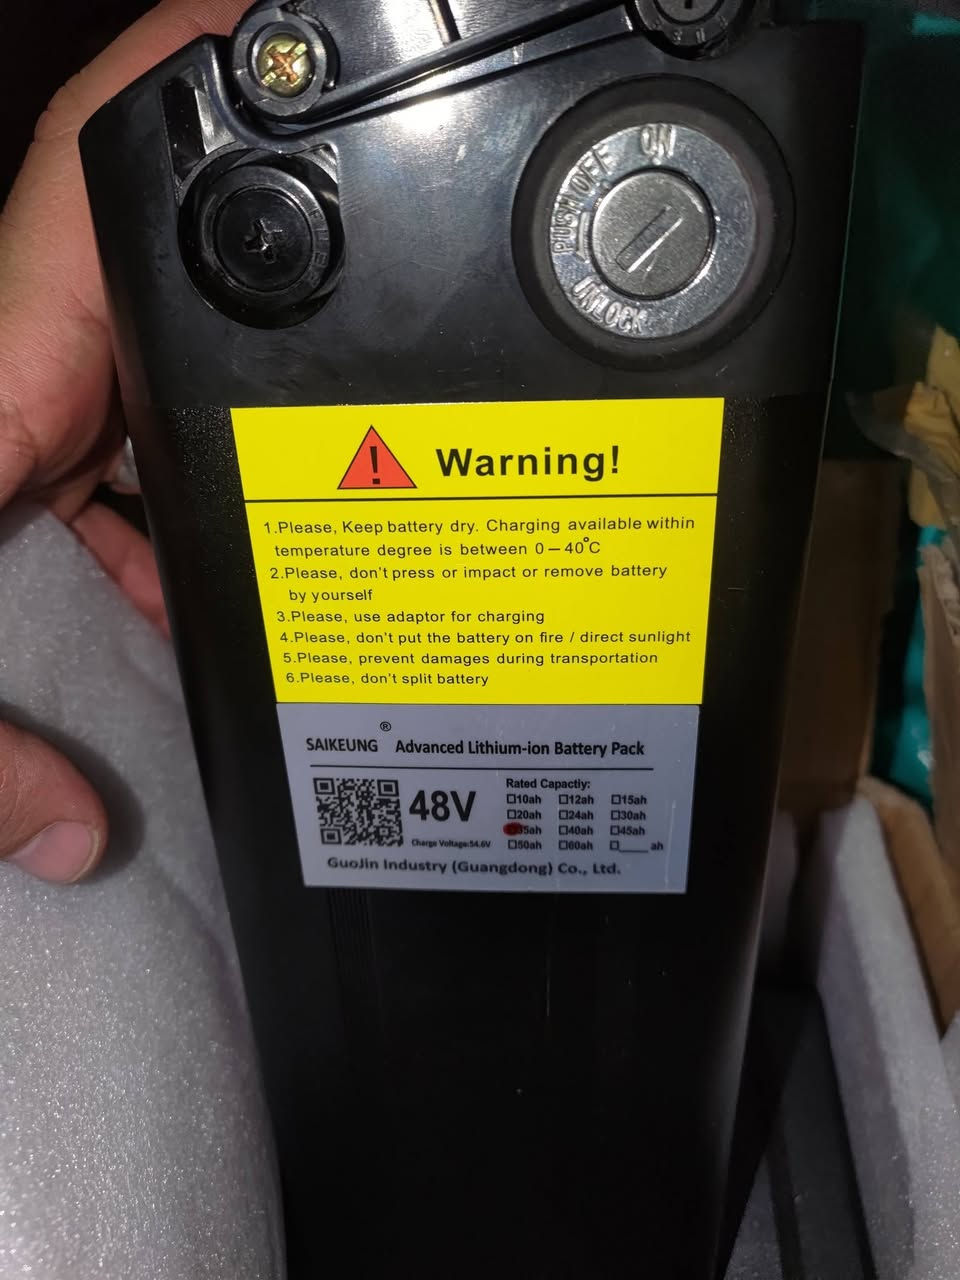 ON
OFF
PUSH
UNLOCK
FUSE
Warning!
1.Please, Keep battery dry. Charging available within
temperature degree is between 0—40°C
2.Please, don't press or impact or remove battery
by yourself
3.Please, use adaptor for charging
4.Please, don't put the battery on fire / direct sunlight
5.Please, prevent damages during transportation
6.Please, don't split battery
SAIKEUNG ® Advanced Lithium-ion Battery Pack
48V
Charge Voltage:54.6V
Rated Capactiy:
□10ah □12ah □15ah
□20ah □24ah □30ah
35ah □40ah □45ah
□50ah □60ah □____ ah
GuoJin Industry (Guangdong) Co., Ltd.